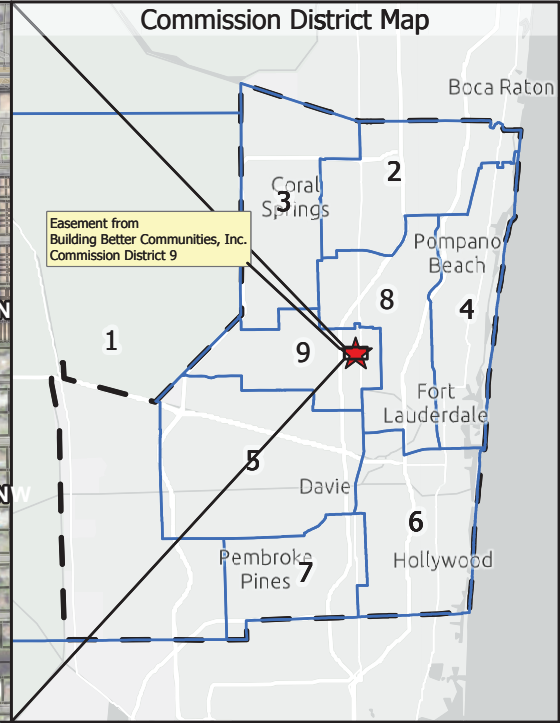 Commission District Map
Boca Raton
2
Coral
Springs
3
Easement from
Building Better Communities, Inc.
Commission District 9
Pompano
Beach
8
4
1
9
Fort
Lauderdale
5
Davie
6
Pembroke
Pines
7
Hollywood
N
NW